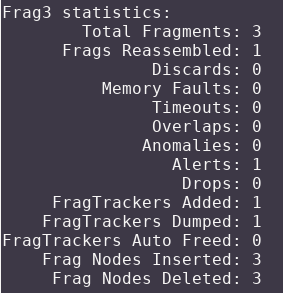 Frag3 statistics:
Total Fragments: 3
Frags Reassembled: 1
Discards: 0
Memory Faults: 0
Timeouts: 0
Overlaps: 0
Anomalies: 0
Alerts: 1
Drops: 0
FragTrackers Added: 1
FragTrackers Dumped: 1
FragTrackers Auto Freed: 0
Frag Nodes Inserted: 3
Frag Nodes Deleted: 3